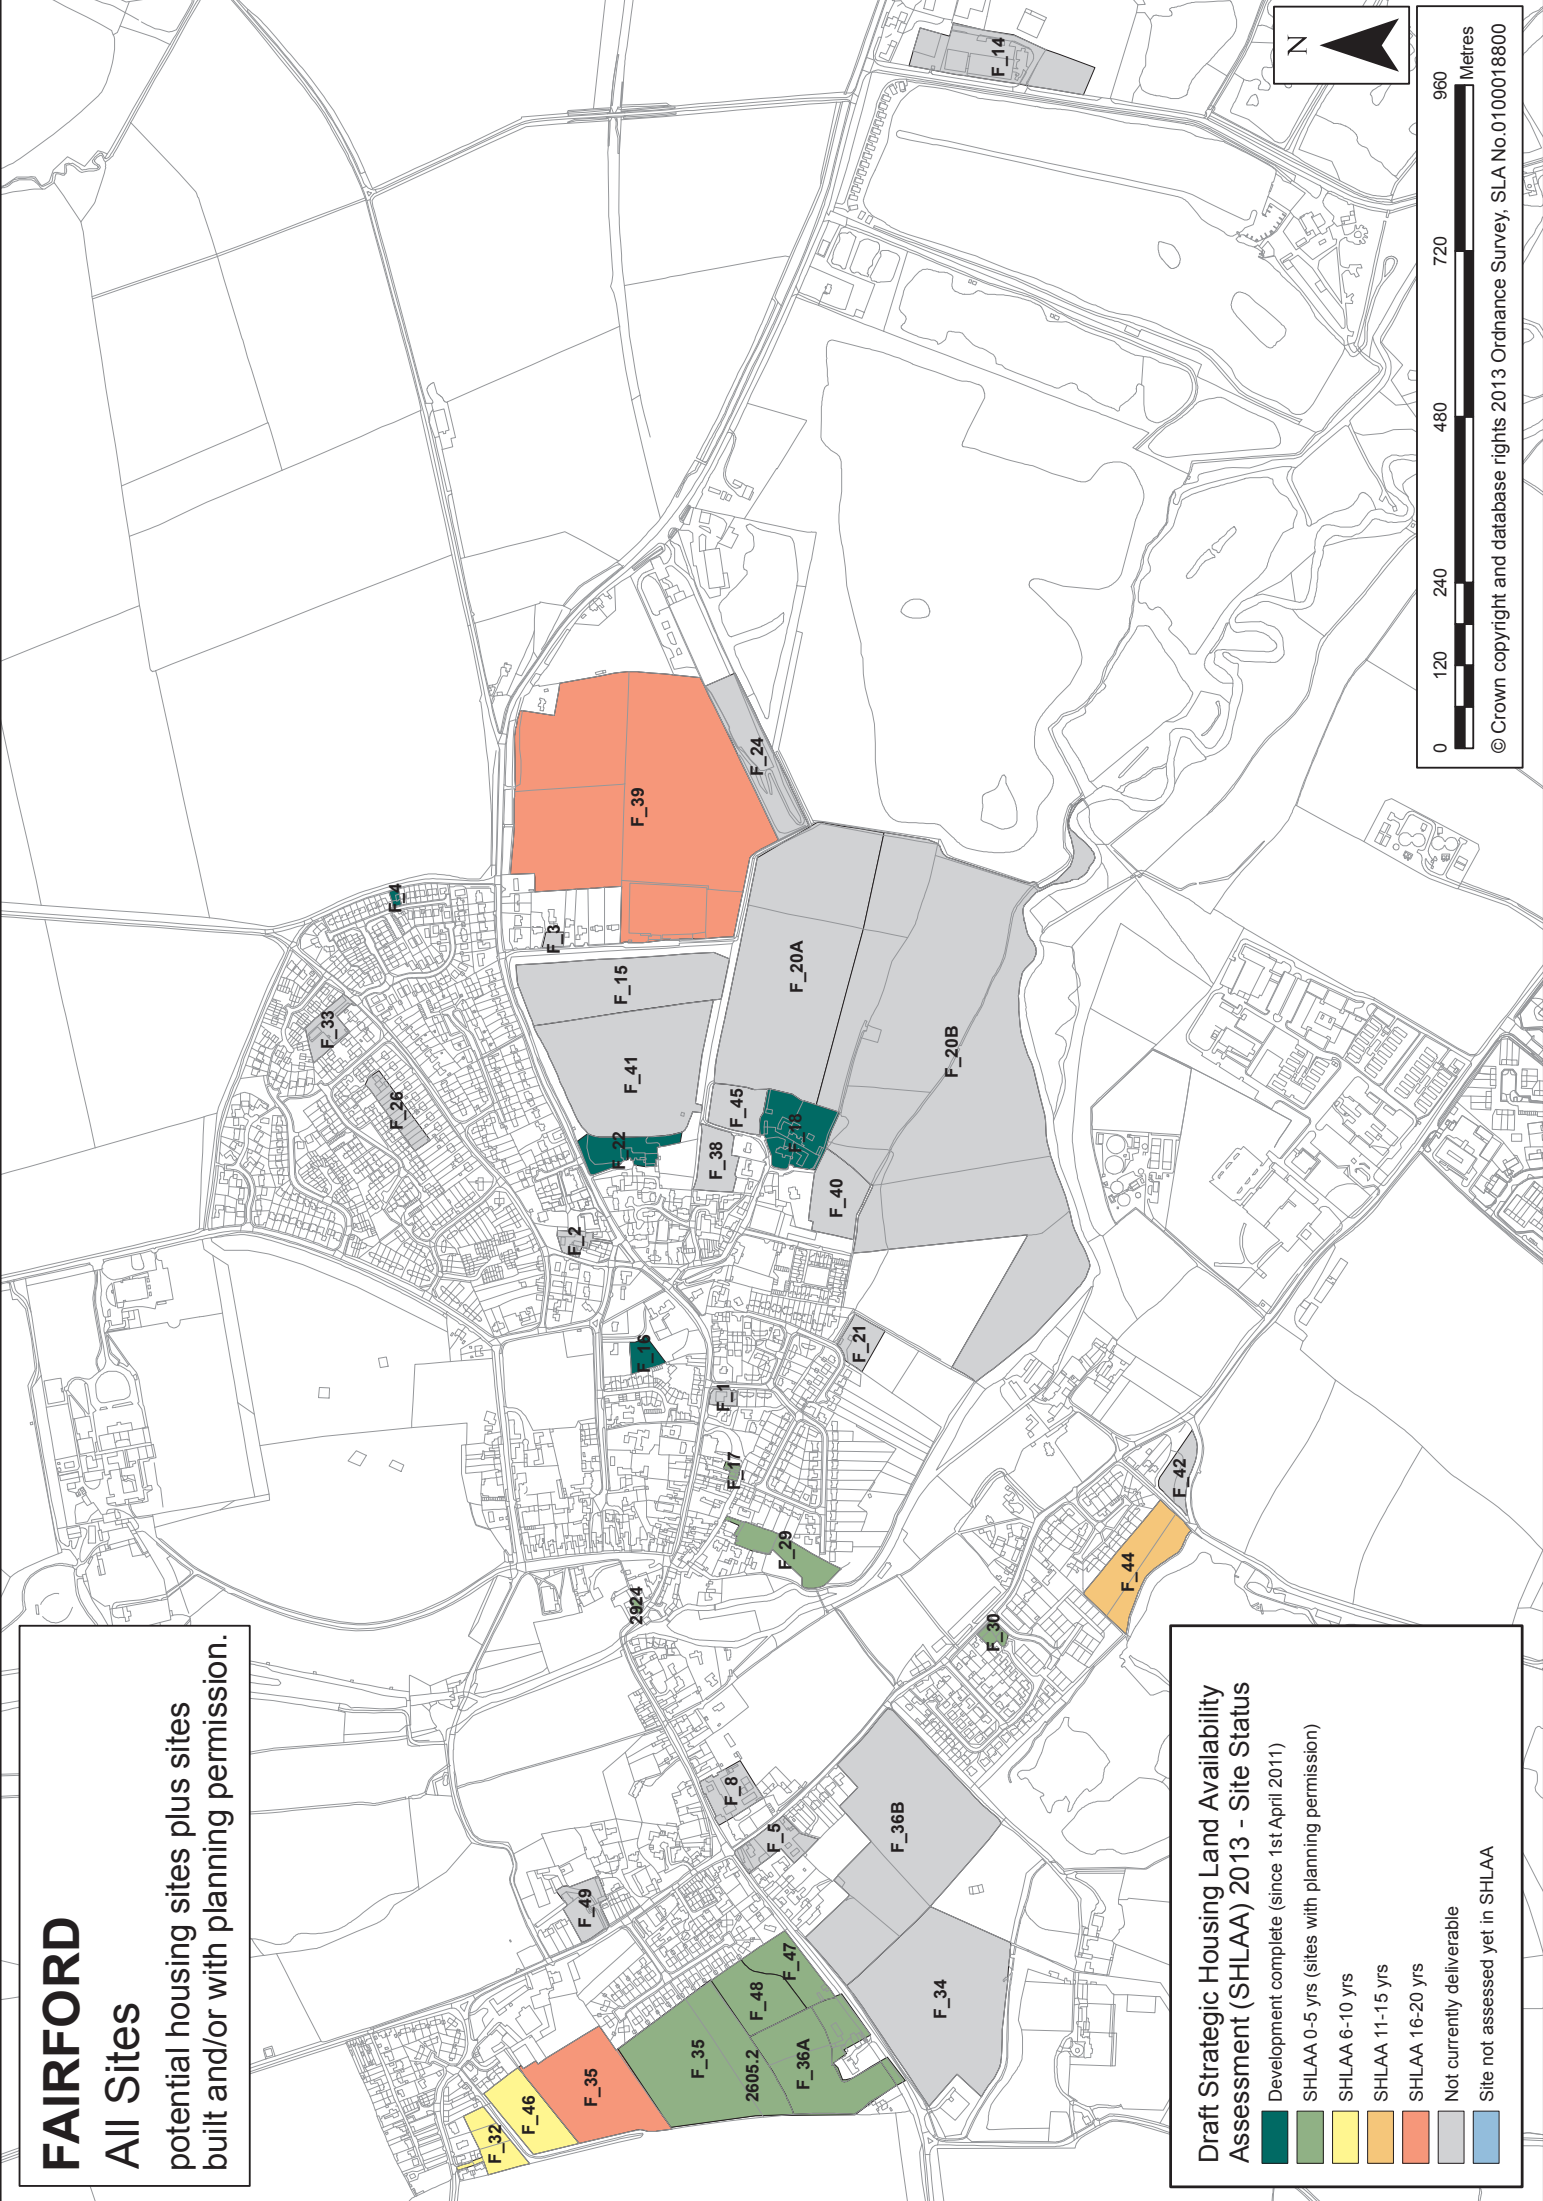 FAIRFORD
All Sites
potential housing sites plus sites
built and/or with planning permission.
F_32
F_46
F_35
F_35
2605.2
F_36A
F_48
F_47
F_34
F_49
F_5
F_8
F_36B
2924
F_30
F_44
F_42
F_29
F_17
F_1
F_16
F_21
F_2
F_22
F_38
F_45
F_18
F_40
F_26
F_33
F_4
F_3
F_15
F_41
F_20A
F_20B
F_39
F_24
F_14
Draft Strategic Housing Land Availability
Assessment (SHLAA) 2013 - Site Status
Development complete (since 1st April 2011)
SHLAA 0-5 yrs (sites with planning permission)
SHLAA 6-10 yrs
SHLAA 11-15 yrs
SHLAA 16-20 yrs
Not currently deliverable
Site not assessed yet in SHLAA
N
0 120 240 480 720 960
Metres
© Crown copyright and database rights 2013 Ordnance Survey, SLA No.0100018800